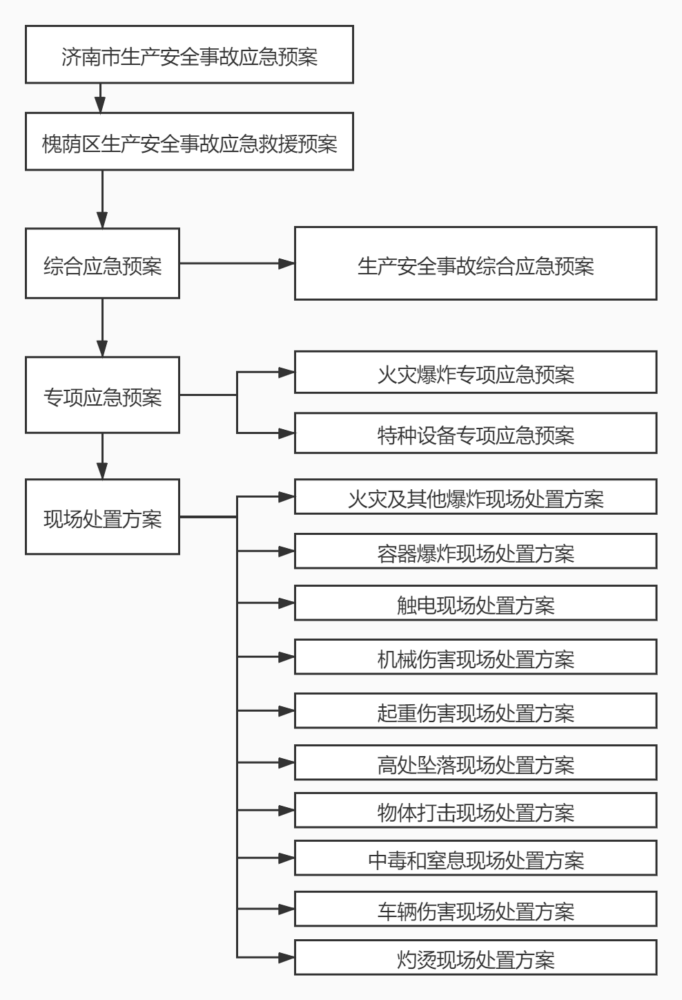 济南市生产安全事故应急预案
槐荫区生产安全事故应急救援预案
综合应急预案
生产安全事故综合应急预案
专项应急预案
火灾爆炸专项应急预案
特种设备专项应急预案
现场处置方案
火灾及其他爆炸现场处置方案
容器爆炸现场处置方案
触电现场处置方案
机械伤害现场处置方案
起重伤害现场处置方案
高处坠落现场处置方案
物体打击现场处置方案
中毒和窒息现场处置方案
车辆伤害现场处置方案
灼烫现场处置方案